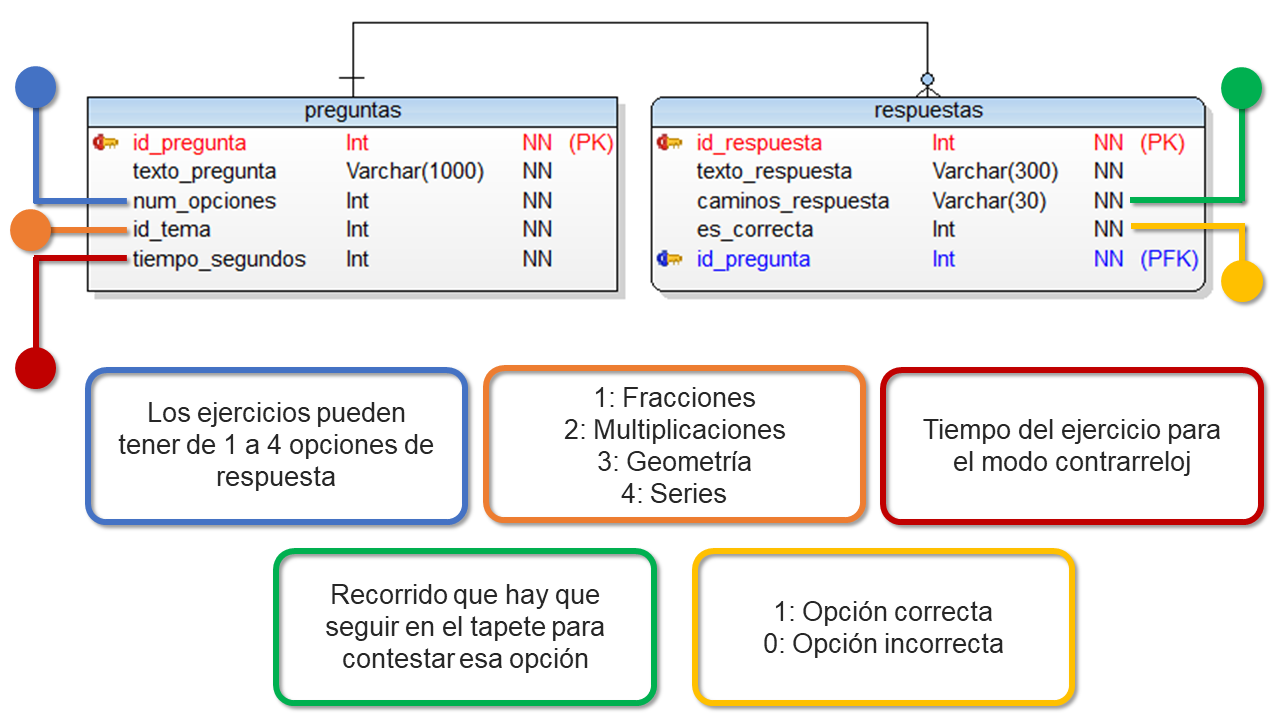 preguntas
id_pregunta Int NN (PK)
texto_pregunta Varchar(1000) NN
num_opciones Int NN
id_tema Int NN
tiempo_segundos Int NN
respuestas
id_respuesta Int NN (PK)
texto_respuesta Varchar(300) NN
caminos_respuesta Varchar(30) NN
es_correcta Int NN
id_pregunta Int NN (PFK)
Los ejercicios pueden
tener de 1 a 4 opciones de
respuesta
1: Fracciones
2: Multiplicaciones
3: Geometría
4: Series
Tiempo del ejercicio para
el modo contrarreloj
Recorrido que hay que
seguir en el tapete para
contestar esa opción
1: Opción correcta
0: Opción incorrecta